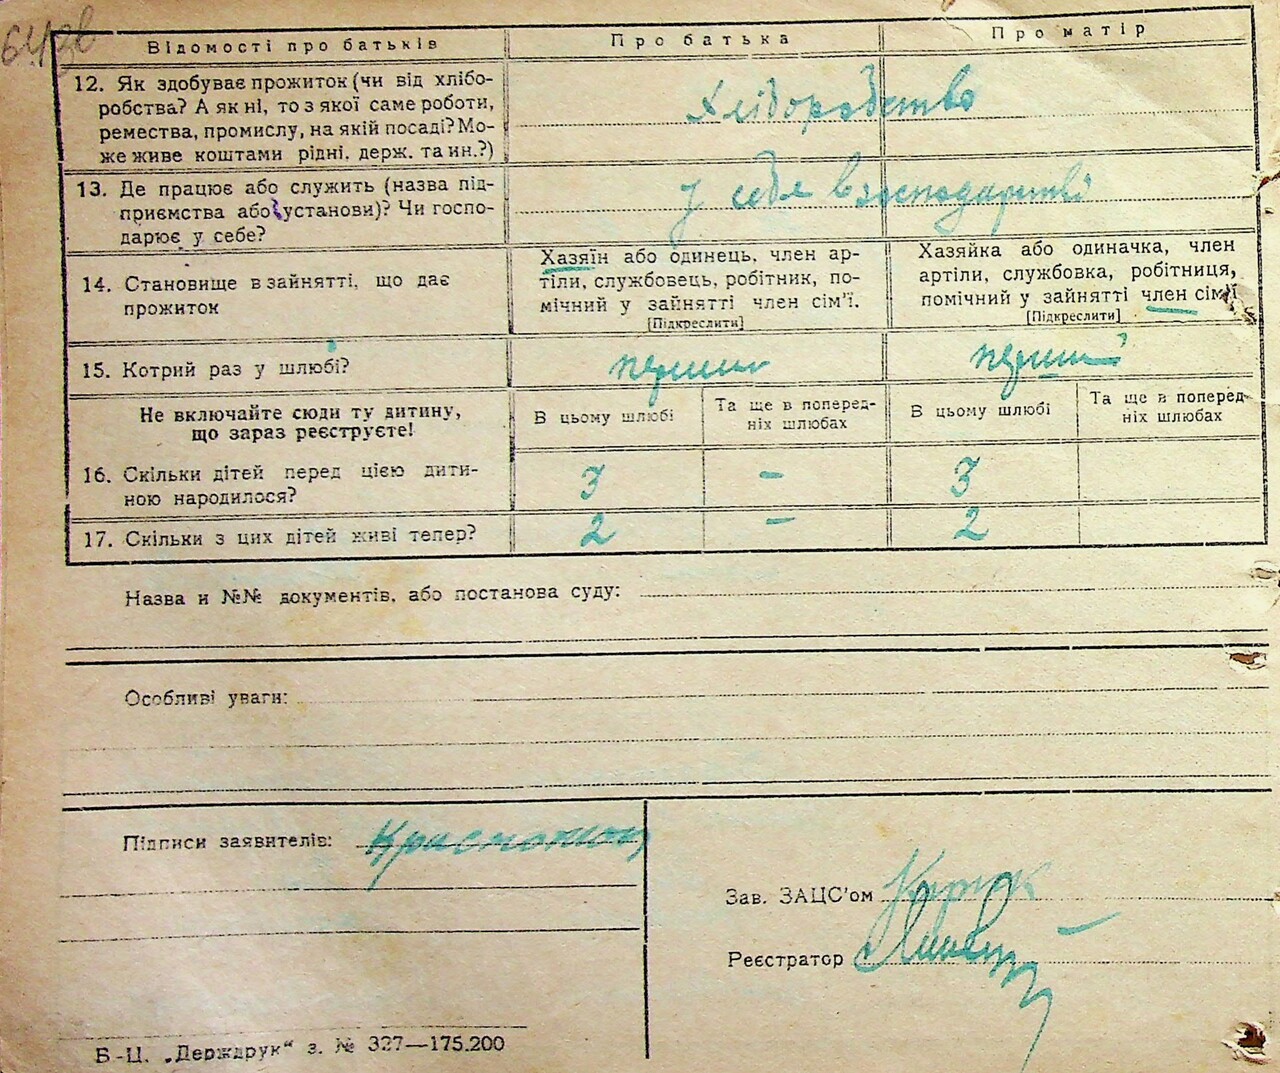 Відомості про батьків Про батька Про матір
12. Як здобуває прожиток (чи від хлібо-
робства? А як ні, то з якої саме роботи,
ремества, промислу, на якій посаді? Мо-
же живе коштами рідні, держ. та ин.?)
Хліборобство
13. Де працює або служить (назва під-
приємства або установи)? Чи госпо-
дарює у себе?
у себе в господарстві
14. Становище в зайнятті, що дає
прожиток
Хазяїн або одинець, член ар-
тіли, службовець, робітник, по-
мічний у зайнятті член сім'ї.
[Підкреслити]
Хазяйка або одиначка, член
артіли, службовка, робітниця,
помічний у зайнятті член сім'ї
[Підкреслити]
15. Котрий раз у шлюбі? перший перший
Не включайте сюди ту дитину,
що зараз реєструєте!
В цьому шлюбі
Та ще в поперед-
ніх шлюбах
В цьому шлюбі
Та ще в поперед-
ніх шлюбах
16. Скільки дітей перед цією дити-
ною народилося?
3 – 3
17. Скільки з цих дітей живі тепер? 2 – 2
Назва и №№ документів, або постанова суду:
Особливі уваги:
Підписи заявителів:
Зав. ЗАЦС'ом
Реєстратор
Б-Ц. „Держдрук“ з. № 327—175.200